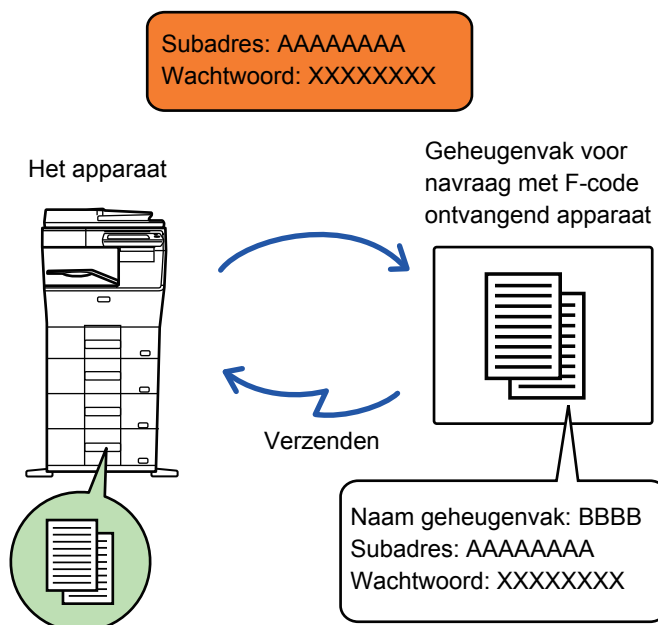 Subadres: AAAAAAAA
Wachtwoord: XXXXXXXX
Het apparaat
Geheugenvak voor
navraag met F-code
ontvangend apparaat
Verzenden
Naam geheugenvak: BBBB
Subadres: AAAAAAAA
Wachtwoord: XXXXXXXX